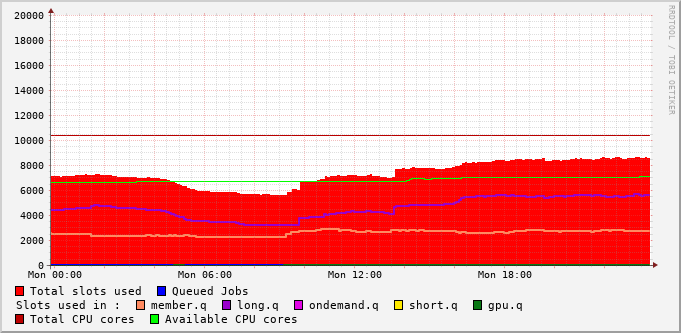 20000
18000
16000
14000
12000
10000
8000
6000
4000
2000
0
Mon 00:00 Mon 06:00 Mon 12:00 Mon 18:00
Total slots used Queued Jobs
Slots used in : member.q long.q ondemand.q short.q gpu.q
Total CPU cores Available CPU cores
RRDTOOL / TOBI OETIKER